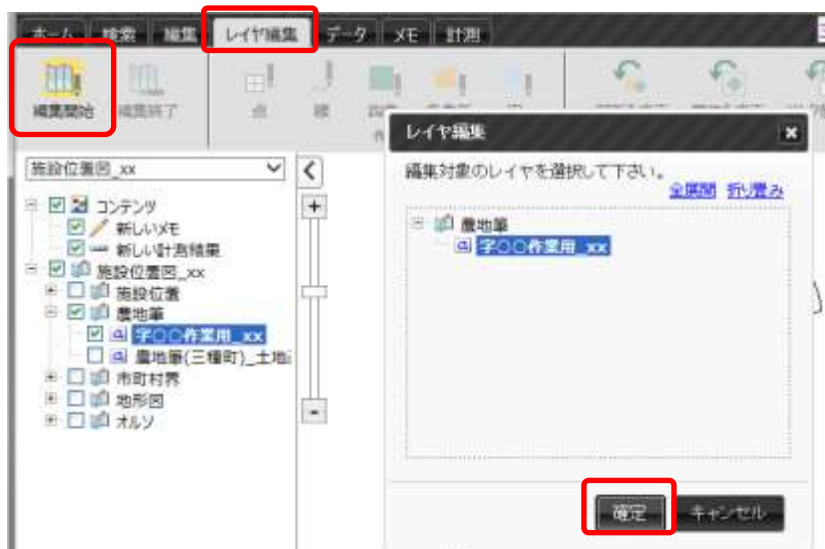 ホーム 検索 編集 レイヤ編集 データ メモ 計測
編集開始 編集終了 点 線
レイヤ編集
編集対象のレイヤを選択して下さい。
全展開 折り畳み
農地筆
字〇〇作業用_xx
確定 キャンセル
施設位置図_xx
コンテンツ
新しいメモ
新しい計測結果
施設位置図_xx
施設位置
農地筆
字〇〇作業用_xx
農地筆(三種町)_土地
市町村界
地形図
オルソ